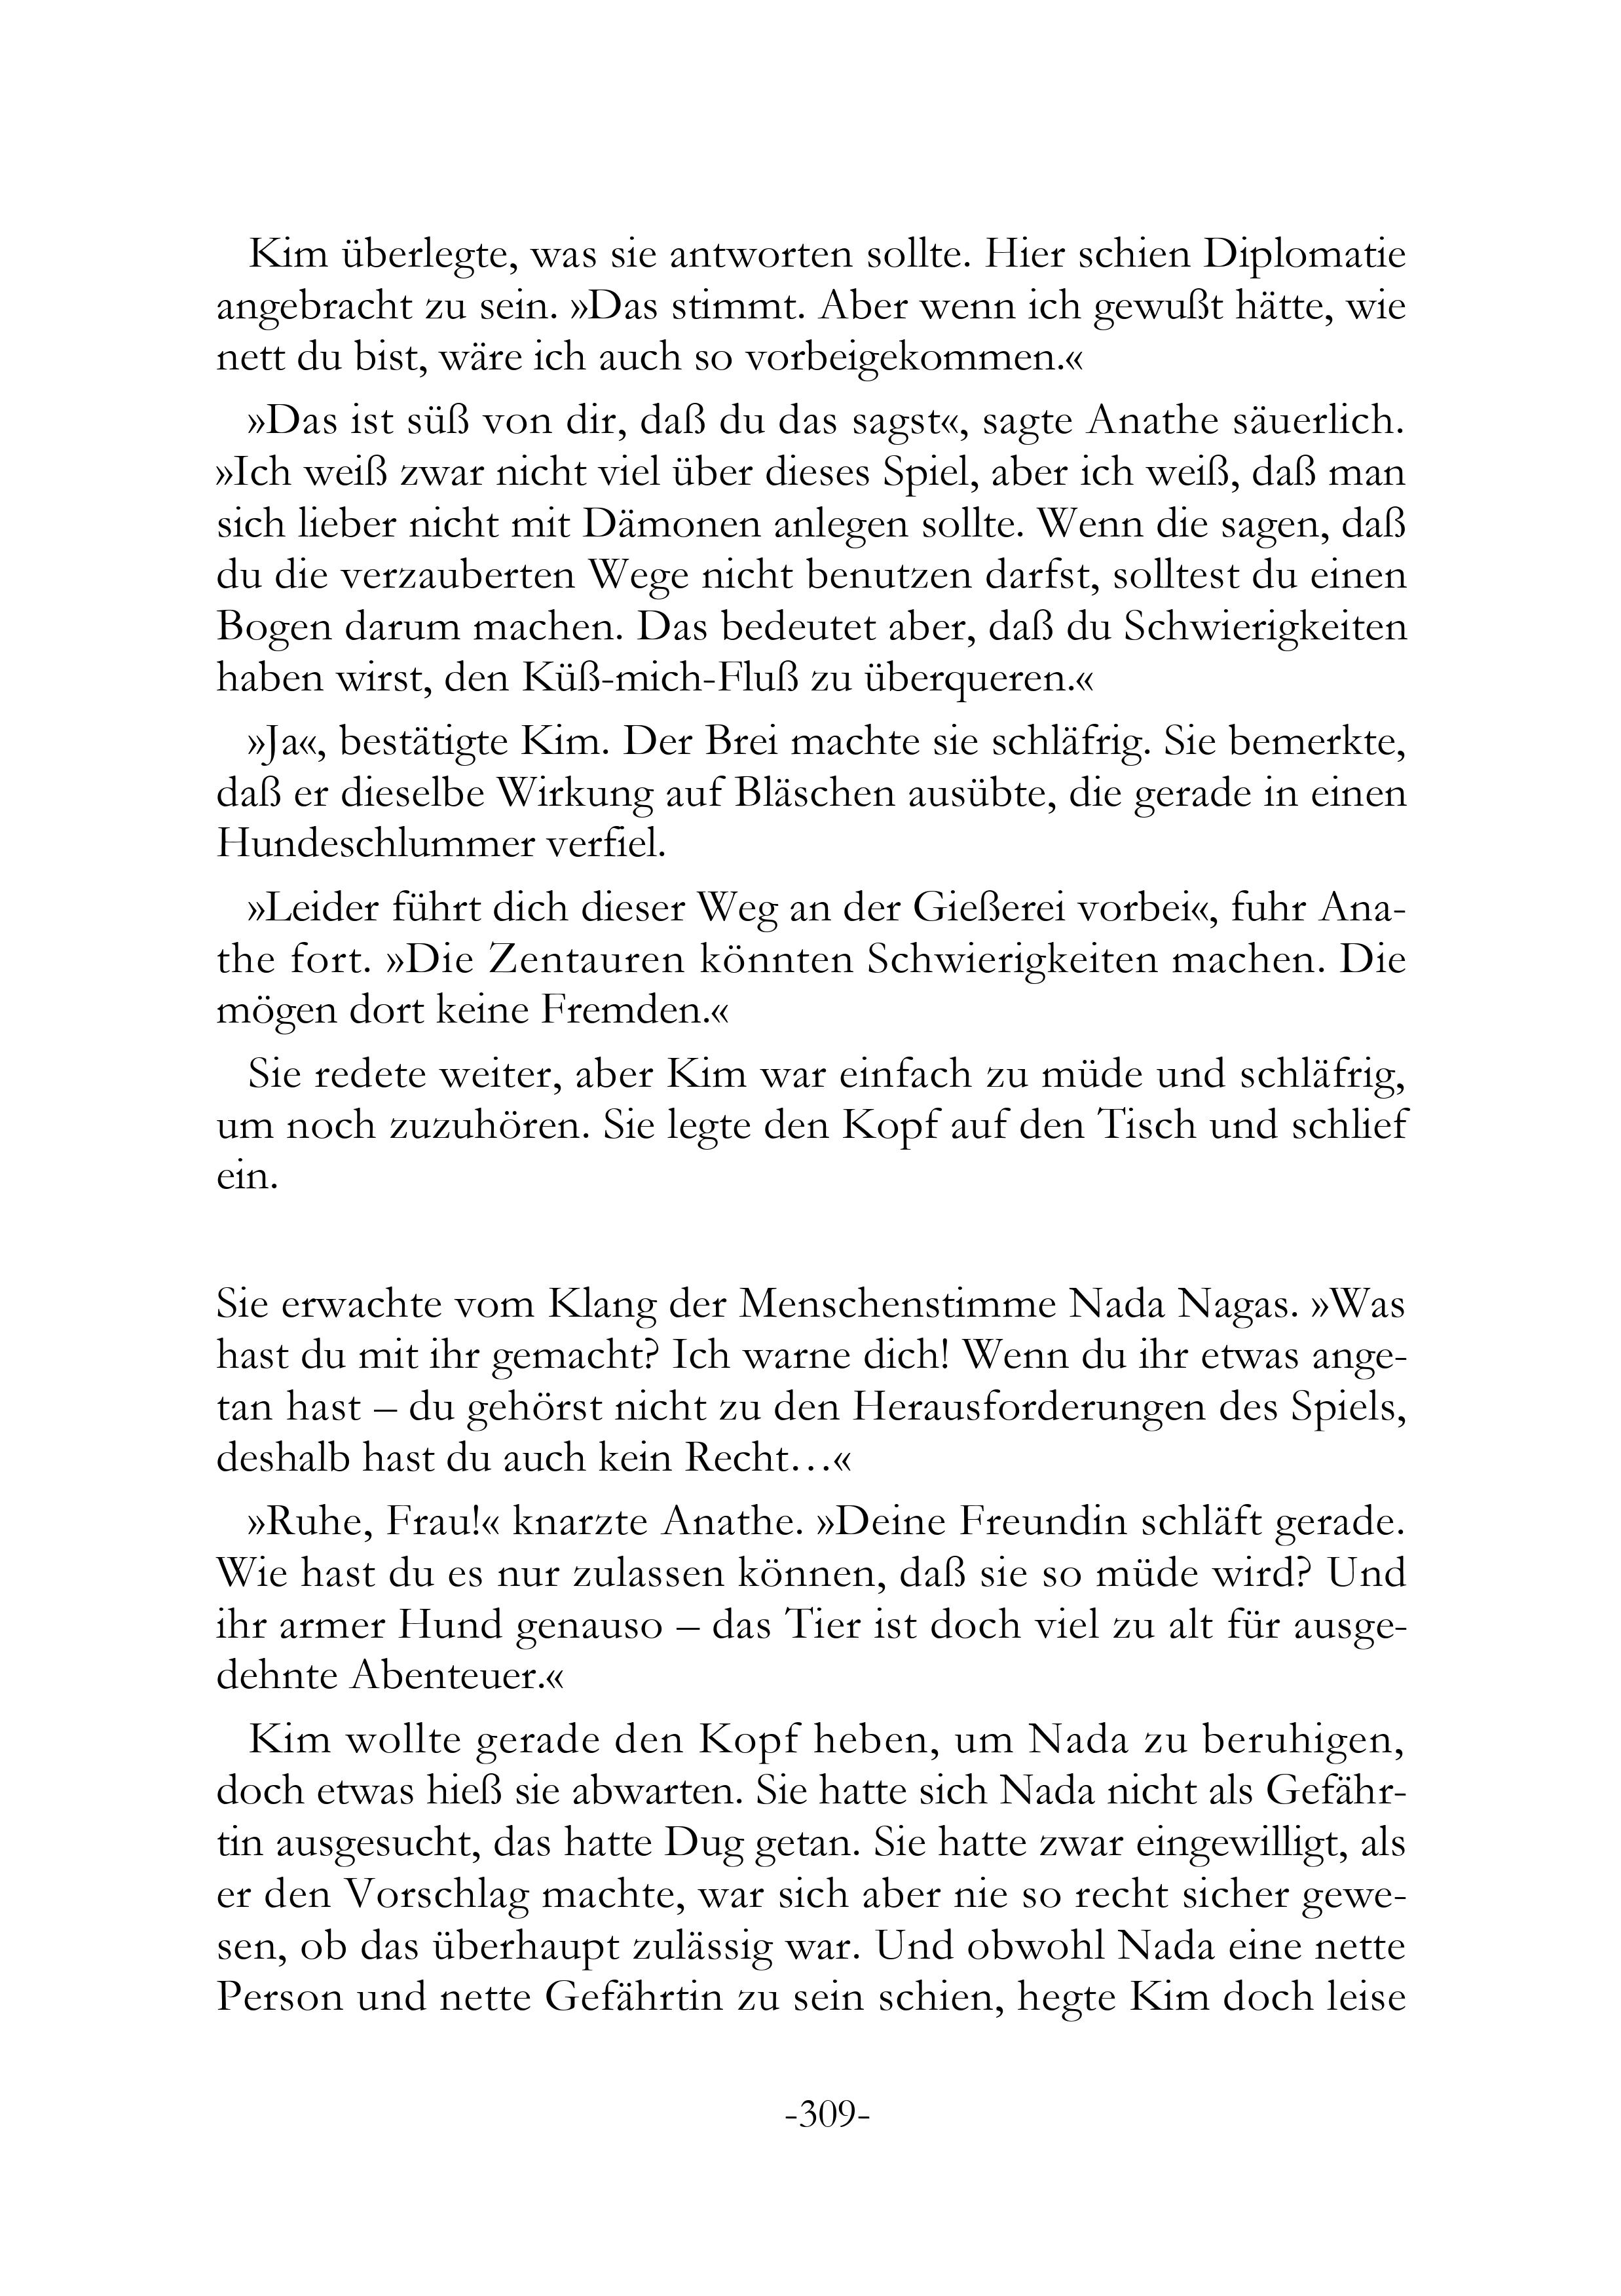 Kim überlegte, was sie antworten sollte. Hier schien Diplomatie
angebracht zu sein. »Das stimmt. Aber wenn ich gewußt hätte, wie
nett du bist, wäre ich auch so vorbeigekommen.«
»Das ist süß von dir, daß du das sagst«, sagte Anathe säuerlich.
»Ich weiß zwar nicht viel über dieses Spiel, aber ich weiß, daß man
sich lieber nicht mit Dämonen anlegen sollte. Wenn die sagen, daß
du die verzauberten Wege nicht benutzen darfst, solltest du einen
Bogen darum machen. Das bedeutet aber, daß du Schwierigkeiten
haben wirst, den Küß-mich-Fluß zu überqueren.«
»Ja«, bestätigte Kim. Der Brei machte sie schläfrig. Sie bemerkte,
daß er dieselbe Wirkung auf Bläschen ausübte, die gerade in einen
Hundeschlummer verfiel.
»Leider führt dich dieser Weg an der Gießerei vorbei«, fuhr Ana-
the fort. »Die Zentauren könnten Schwierigkeiten machen. Die
mögen dort keine Fremden.«
Sie redete weiter, aber Kim war einfach zu müde und schläfrig,
um noch zuzuhören. Sie legte den Kopf auf den Tisch und schlief
ein.
Sie erwachte vom Klang der Menschenstimme Nada Nagas. »Was
hast du mit ihr gemacht? Ich warne dich! Wenn du ihr etwas ange-
tan hast – du gehörst nicht zu den Herausforderungen des Spiels,
deshalb hast du auch kein Recht…«
»Ruhe, Frau!« knarzte Anathe. »Deine Freundin schläft gerade.
Wie hast du es nur zulassen können, daß sie so müde wird? Und
ihr armer Hund genauso – das Tier ist doch viel zu alt für ausge-
dehnte Abenteuer.«
Kim wollte gerade den Kopf heben, um Nada zu beruhigen,
doch etwas hieß sie abwarten. Sie hatte sich Nada nicht als Gefähr-
tin ausgesucht, das hatte Dug getan. Sie hatte zwar eingewilligt, als
er den Vorschlag machte, war sich aber nie so recht sicher gewe-
sen, ob das überhaupt zulässig war. Und obwohl Nada eine nette
Person und nette Gefährtin zu sein schien, hegte Kim doch leise
-309-